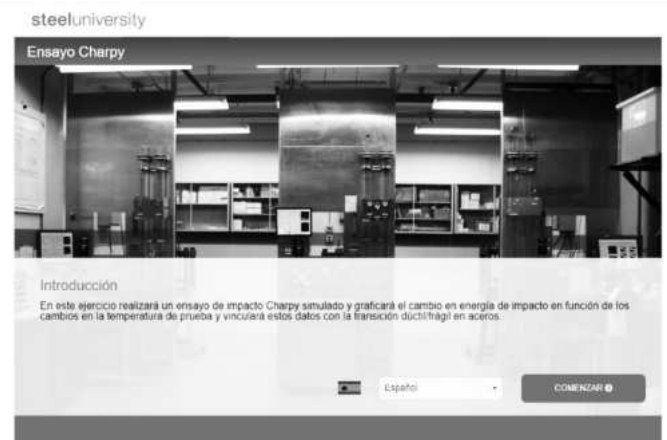 steeluniversity
Ensayo Charpy
Introducción
En este ejercicio realizará un ensayo de impacto Charpy simulado y graficará el cambio en energía de impacto en función de los
cambios en la temperatura de prueba y vinculará estos datos con la transición dúctil/frágil en aceros.
Español
COMENZAR